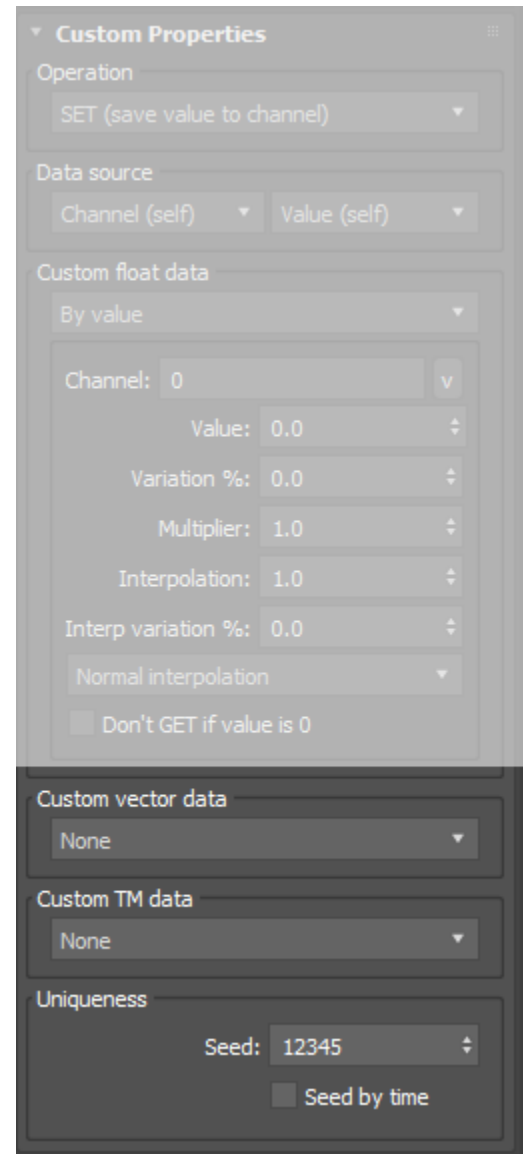 Custom Properties
Operation
SET (save value to channel)
Data source
Channel (self) Value (self)
Custom float data
By value
Channel: 0 v
Value: 0.0
Variation %: 0.0
Multiplier: 1.0
Interpolation: 1.0
Interp variation %: 0.0
Normal interpolation
Don't GET if value is 0
Custom vector data
None
Custom TM data
None
Uniqueness
Seed: 12345
Seed by time